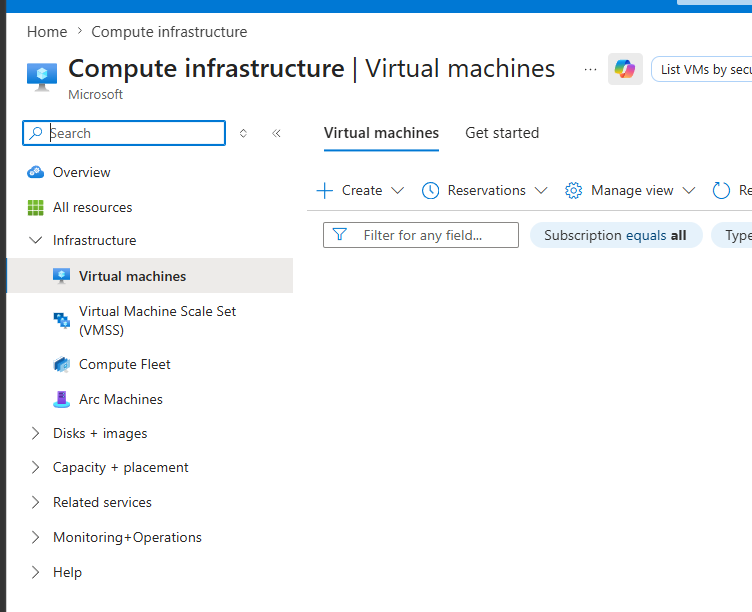 Home > Compute infrastructure
Compute infrastructure | Virtual machines
Microsoft
...
List VMs by secu
Search
Virtual machines
Get started
Overview
All resources
Infrastructure
Virtual machines
Virtual Machine Scale Set
(VMSS)
Compute Fleet
Arc Machines
Disks + images
Capacity + placement
Related services
Monitoring+Operations
Help
Create
Reservations
Manage view
Re
Filter for any field...
Subscription equals all
Type